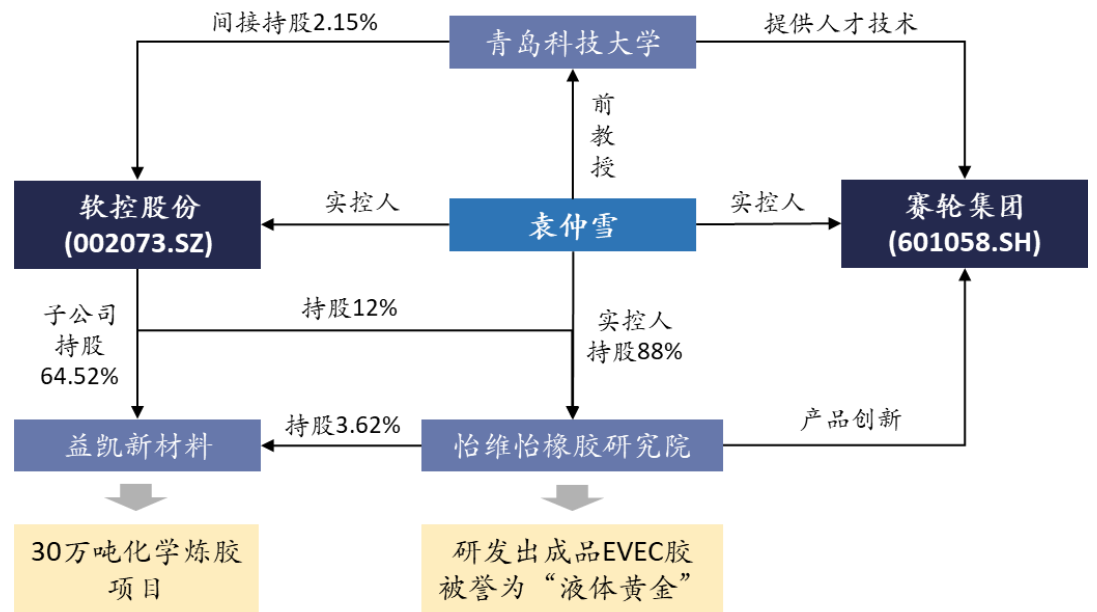 间接持股2.15%
青岛科技大学
提供人才技术
前
教
授
软控股份
(002073.SZ)
实控人
袁仲雪
实控人
赛轮集团
(601058.SH)
子公司
持股
64.52%
持股12%
实控人
持股88%
益凯新材料
持股3.62%
怡维怡橡胶研究院
产品创新
30万吨化学炼胶
项目
研发出成品EVEC胶
被誉为“液体黄金”